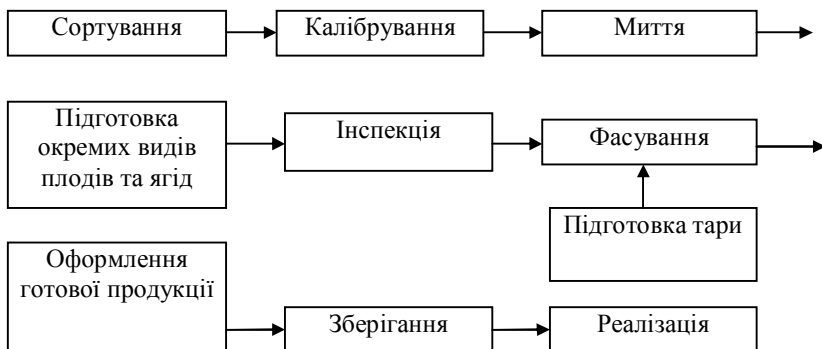 Сортування
Калібрування
Миття
Підготовка
окремих видів
плодів та ягід
Інспекція
Фасування
Підготовка тари
Оформлення
готової продукції
Зберігання
Реалізація